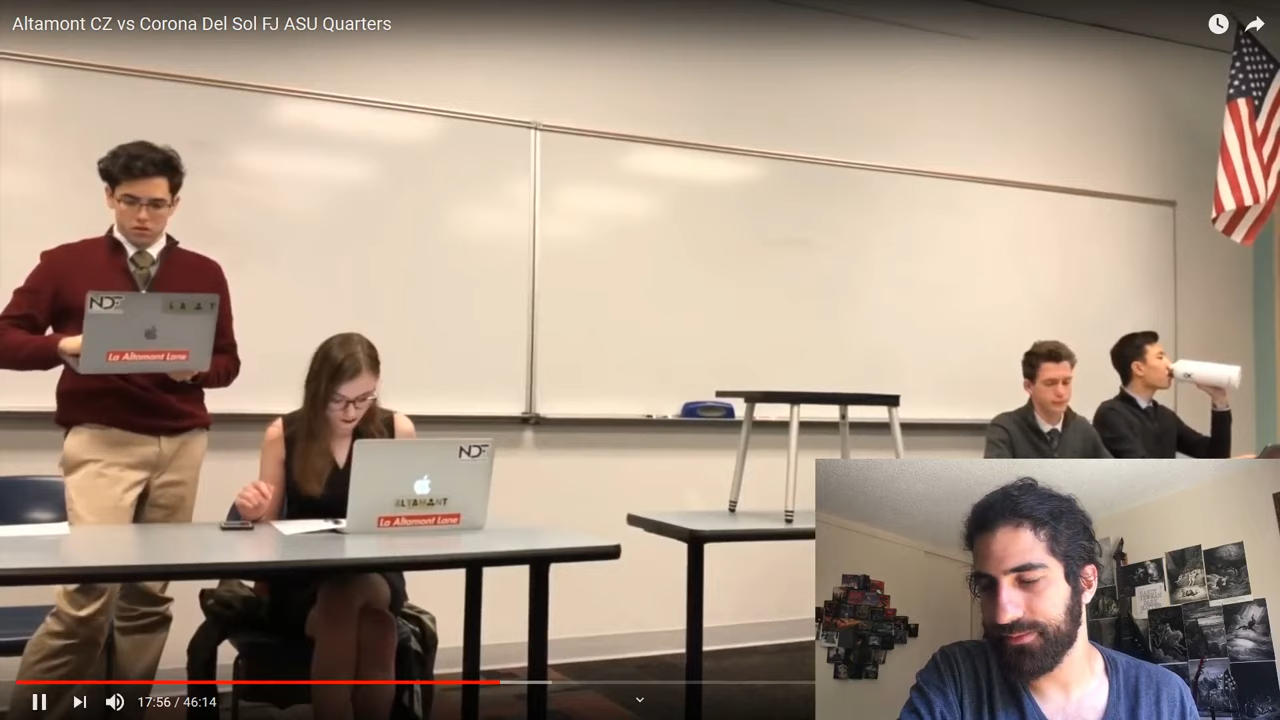 Altamont CZ vs Corona Del Sol FJ ASU Quarters
NDF
La Altamont Lane
NDF
ALTAMONT
La Altamont Lane
17:56 / 46:14